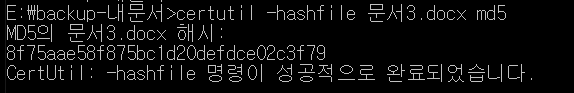 E:\backup-내문서>certutil -hashfile 문서3.docx md5
MD5의 문서3.docx 해시:
8f75aae58f875bc1d20defdce02c3f79
CertUtil: -hashfile 명령이 성공적으로 완료되었습니다.